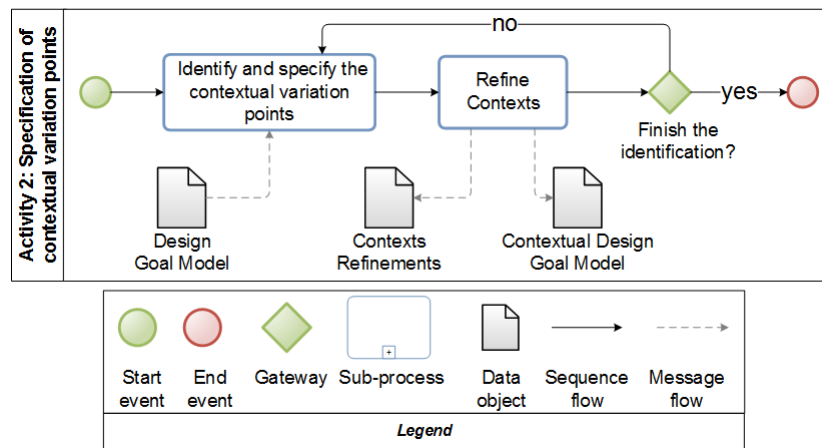 Activity 2: Specification of
contextual variation points
no
Identify and specify the
contextual variation
points
Refine
Contexts
yes
Finish the
identification?
Design
Goal Model
Contexts
Refinements
Contextual Design
Goal Model
+
Start
event
End
event
Gateway
Sub-process
Data
object
Sequence
flow
Message
flow
Legend